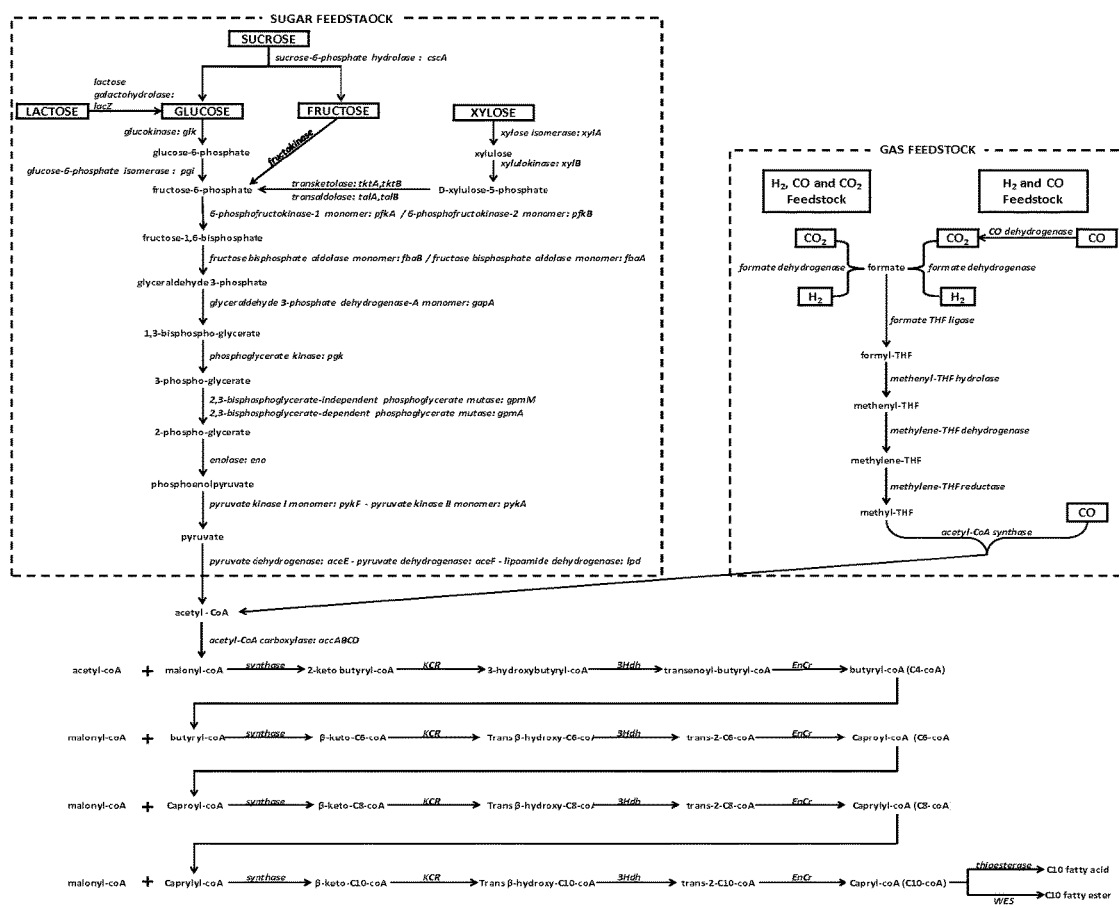 SUGAR FEEDSTAOCK
SUCROSE
sucrose-6-phosphate hydrolase : cscA
lactose
galactohydrolase:
lacZ
LACTOSE
GLUCOSE
FRUCTOSE
XYLOSE
glucokinase: glk
fructokinase
xylose isomerase: xylA
glucose-6-phosphate
xylulose
glucose-6-phosphate isomerase : pgi
xylulokinase: xylB
fructose-6-phosphate
transketolase: tktA,tktB
transaldolase: talA,talB
D-xylulose-5-phosphate
6-phosphofructokinase-1 monomer: pfkA / 6-phosphofructokinase-2 monomer: pfkB
fructose-1,6-bisphosphate
fructose bisphosphate aldolase monomer: fbaB / fructose bisphosphate aldolase monomer: fbaA
glyceraldehyde 3-phosphate
glyceraldehyde 3-phosphate dehydrogenase-A monomer: gapA
1,3-bisphospho-glycerate
phosphoglycerate kinase: pgk
3-phospho-glycerate
2,3-bisphosphoglycerate-independent phosphoglycerate mutase: gpmM
2,3-bisphosphoglycerate-dependent phosphoglycerate mutase: gpmA
2-phospho-glycerate
enolase: eno
phosphoenolpyruvate
pyruvate kinase I monomer: pykF - pyruvate kinase II monomer: pykA
pyruvate
pyruvate dehydrogenase: aceE - pyruvate dehydrogenase: aceF - lipoamide dehydrogenase: lpd
GAS FEEDSTOCK
H2, CO and CO2
Feedstock
H2 and CO
Feedstock
CO2
CO2
CO dehydrogenase
CO
formate dehydrogenase
formate
formate dehydrogenase
H2
H2
formate THF ligase
formyl-THF
methenyl-THF hydrolase
methenyl-THF
methylene-THF dehydrogenase
methylene-THF
methylene-THF reductase
methyl-THF
CO
acetyl-CoA synthase
acetyl - CoA
acetyl-CoA carboxylase: accABCD
acetyl-coA + malonyl-coA synthase 2-keto butyryl-coA KCR 3-hydroxybutyryl-coA 3Hdh transenoyl-butyryl-coA EnCr butyryl-coA (C4-coA)
malonyl-coA + butyryl-coA synthase β-keto-C6-coA KCR Trans β-hydroxy-C6-coA 3Hdh trans-2-C6-coA EnCr Caproyl-coA (C6-coA
malonyl-coA + Caproyl-coA synthase β-keto-C8-coA KCR Trans β-hydroxy-C8-coA 3Hdh trans-2-C8-coA EnCr Caprylyl-coA (C8-coA
malonyl-coA + Caprylyl-coA synthase β-keto-C10-coA KCR Trans β-hydroxy-C10-coA 3Hdh trans-2-C10-coA EnCr Capryl-coA (C10-coA)
thioesterase C10 fatty acid
WES C10 fatty ester